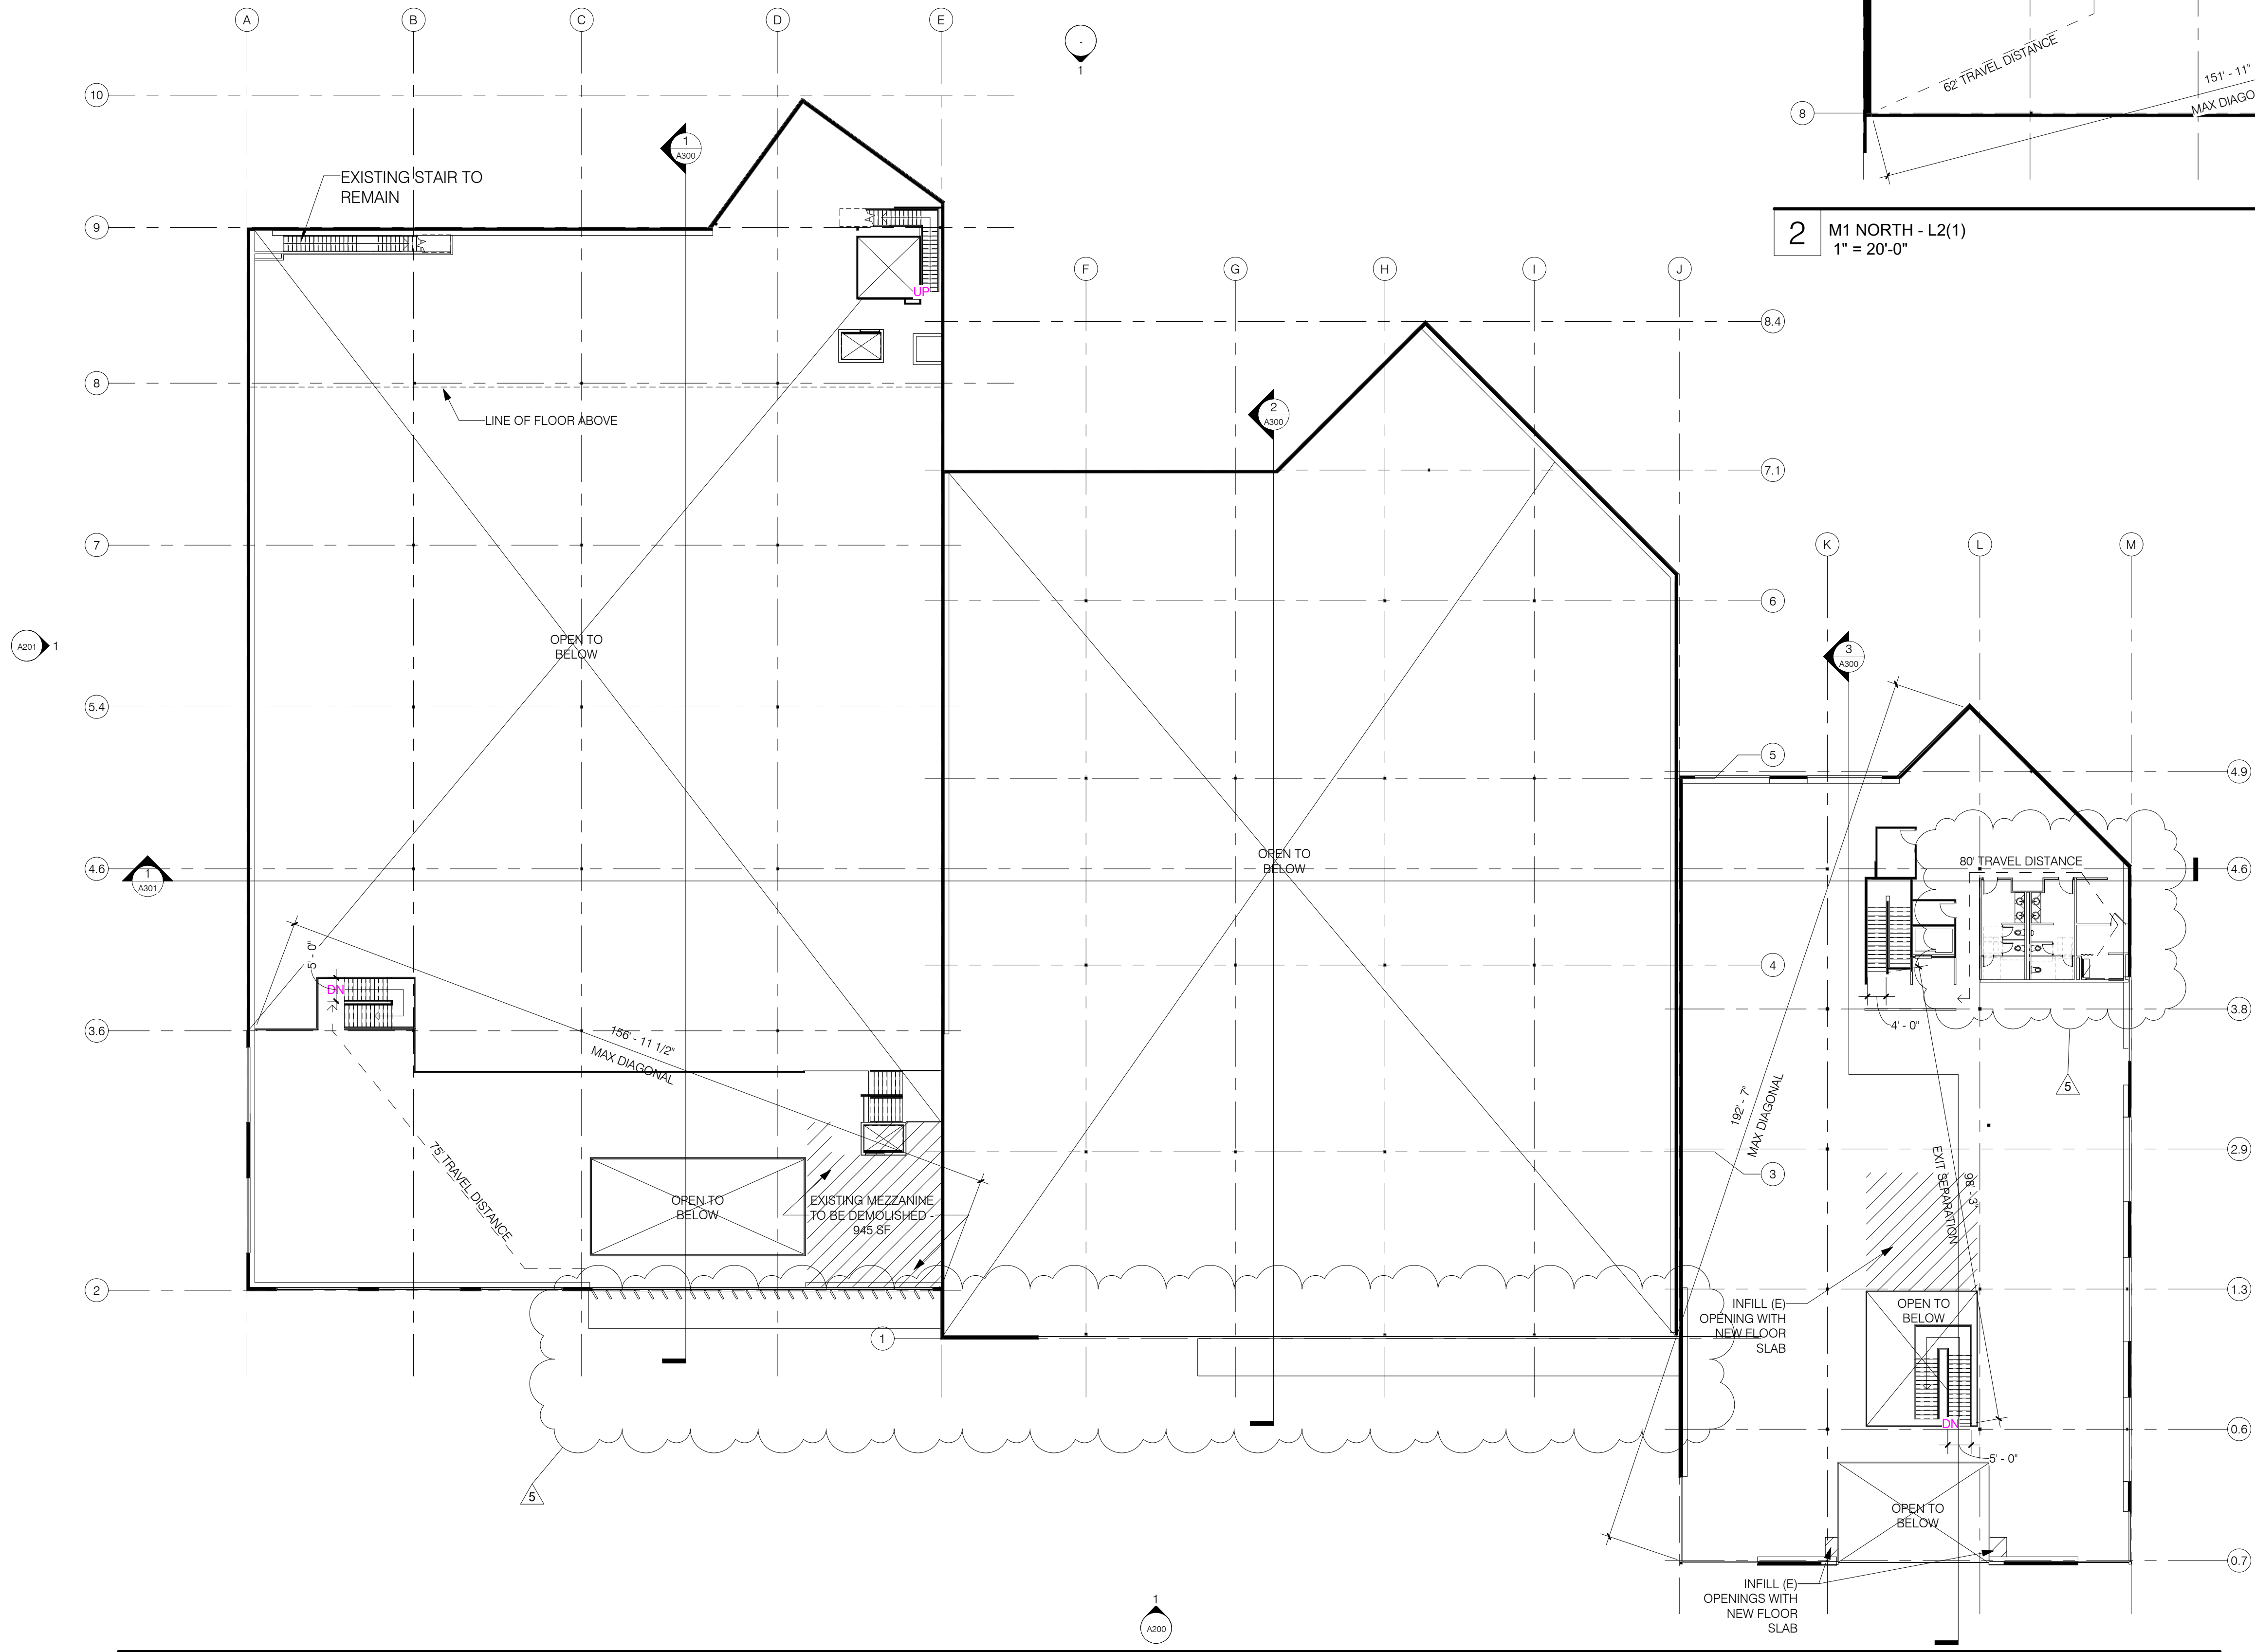 A
B
C
D
E
-
1
62' TRAVEL DISTANCE
151' - 11"
MAX DIAGO
8
10
1
A300
EXISTING STAIR TO
REMAIN
9
2
M1 NORTH - L2(1)
1" = 20'-0"
F
G
H
I
J
UP
8.4
8
LINE OF FLOOR ABOVE
2
A300
7.1
7
K
L
M
6
OPEN TO
BELOW
A201
1
3
A300
5.4
5
4.9
OPEN TO
BELOW
80' TRAVEL DISTANCE
4.6
1
A301
4.6
5' - 0"
DN
4
3.6
3.8
4' - 0"
156' - 11 1/2"
MAX DIAGONAL
5
192' - 7"
MAX DIAGONAL
75' TRAVEL DISTANCE
2.9
3
EXIT SEPARATION
98' - 3"
OPEN TO
BELOW
EXISTING MEZZANINE
TO BE DEMOLISHED -
945 SF
2
1.3
INFILL (E)
OPENING WITH
NEW FLOOR
SLAB
OPEN TO
BELOW
1
DN
0.6
5' - 0"
5
OPEN TO
BELOW
0.7
INFILL (E)
OPENINGS WITH
NEW FLOOR
SLAB
1
A200